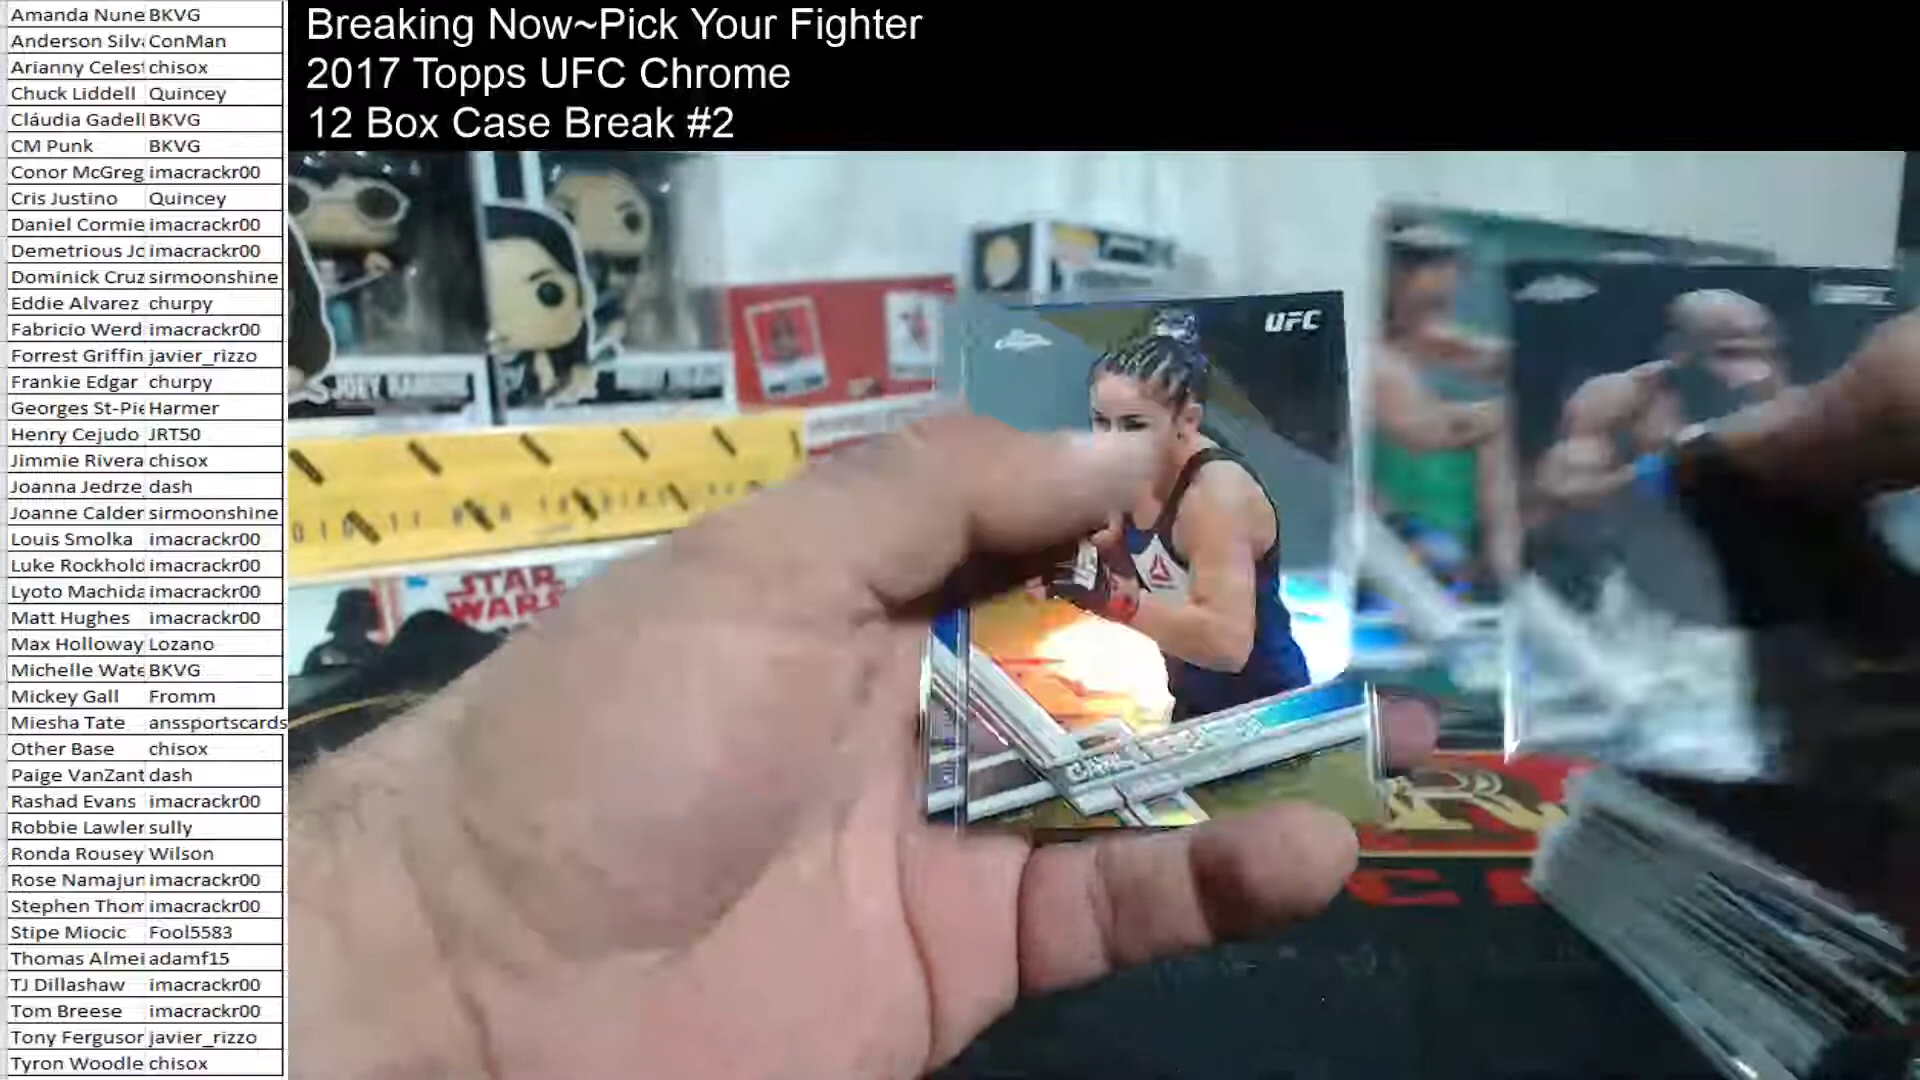 Amanda Nune BKVG
Anderson Silv ConMan
Arianny Celest chisox
Chuck Liddell Quincey
Cláudia Gadell BKVG
CM Punk BKVG
Conor McGreg imacrackr00
Cris Justino Quincey
Daniel Cormie imacrackr00
Demetrious Jo imacrackr00
Dominick Cruz sirmoonshine
Eddie Alvarez churpy
Fabricio Werd imacrackr00
Forrest Griffin javier_rizzo
Frankie Edgar churpy
Georges St-Pie Harmer
Henry Cejudo JRT50
Jimmie Rivera chisox
Joanna Jedrze dash
Joanne Calder sirmoonshine
Louis Smolka imacrackr00
Luke Rockhold imacrackr00
Lyoto Machida imacrackr00
Matt Hughes imacrackr00
Max Holloway Lozano
Michelle Wate BKVG
Mickey Gall Fromm
Miesha Tate anssportscards
Other Base chisox
Paige VanZant dash
Rashad Evans imacrackr00
Robbie Lawler sully
Ronda Rousey Wilson
Rose Namajun imacrackr00
Stephen Thom imacrackr00
Stipe Miocic Fool5583
Thomas Almei adamf15
TJ Dillashaw imacrackr00
Tom Breese imacrackr00
Tony Ferguson javier_rizzo
Tyron Woodle chisox
Breaking Now~Pick Your Fighter
2017 Topps UFC Chrome
12 Box Case Break #2
UFC
JOEY RAMONE
STAR
WARS